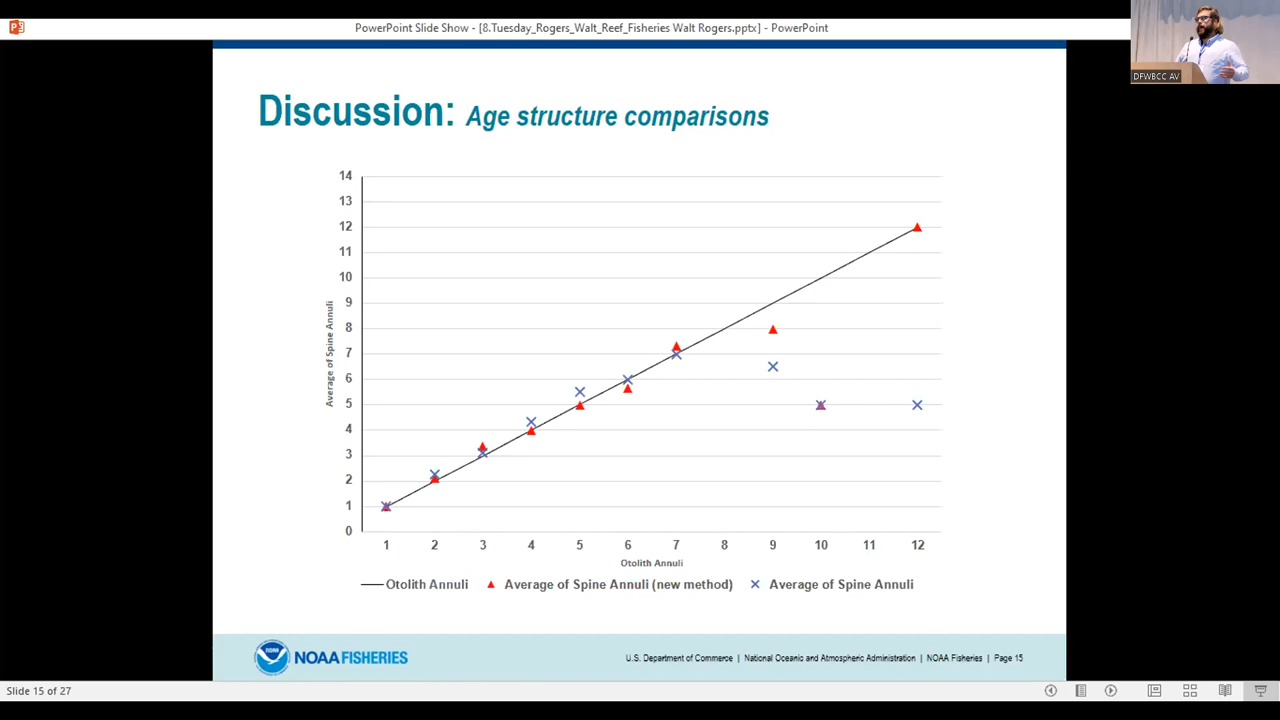 PowerPoint Slide Show - [8.Tuesday_Rogers_Walt_Reef_Fisheries Walt Rogers.pptx] - PowerPoint
DFWBCC AV
Discussion: Age structure comparisons
14
13
12
11
10
9
8
7
6
5
4
3
2
1
0
Average of Spine Annuli
1 2 3 4 5 6 7 8 9 10 11 12
Otolith Annuli
Otolith Annuli Average of Spine Annuli (new method) Average of Spine Annuli
NOAA
NOAA FISHERIES
U.S. Department of Commerce | National Oceanic and Atmospheric Administration | NOAA Fisheries | Page 15
Slide 15 of 27